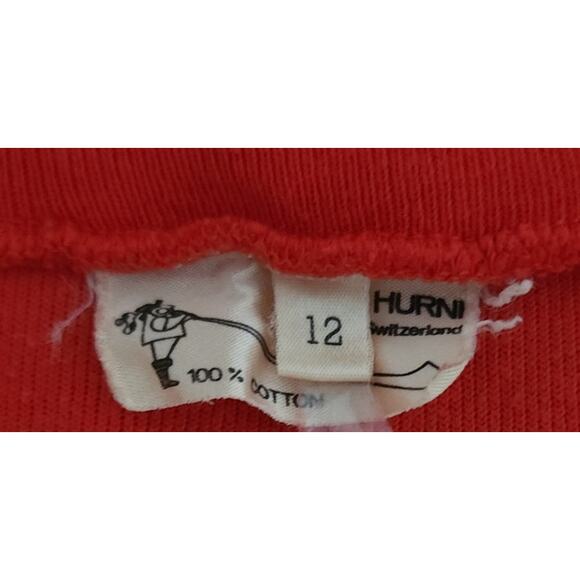 HURNI
Switzerland
12
100 % COTTON